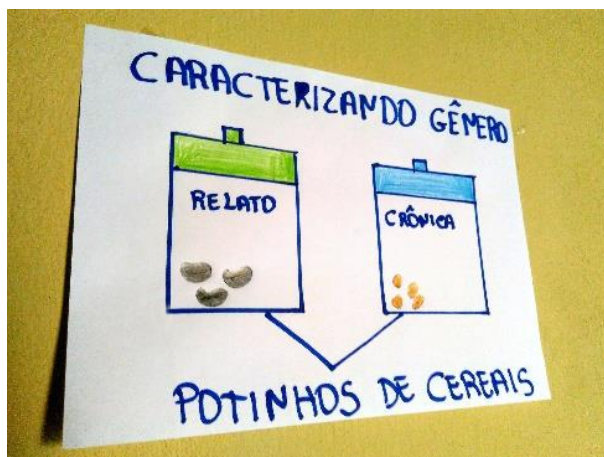 CARACTERIZANDO GÊNERO
RELATO
CRÔNICA
POTINHOS DE CEREAIS